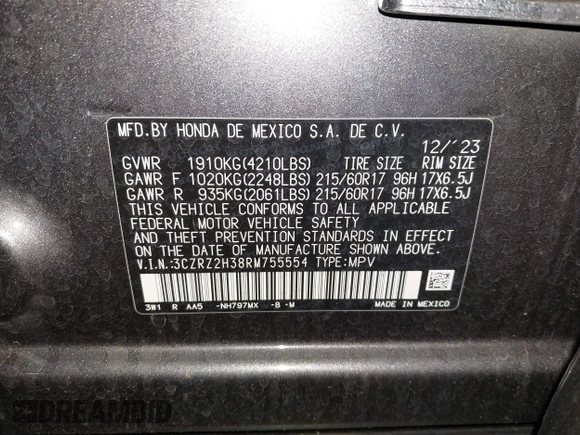 MFD.BY HONDA DE MEXICO S.A. DE C.V.
12/'23
GVWR 1910KG(4210LBS) TIRE SIZE RIM SIZE
GAWR F 1020KG(2248LBS) 215/60R17 96H 17X6.5J
GAWR R 935KG(2061LBS) 215/60R17 96H 17X6.5J
THIS VEHICLE CONFORMS TO ALL APPLICABLE
FEDERAL MOTOR VEHICLE SAFETY
STANDARDS IN EFFECT
ON THE DATE OF MANUFACTURE SHOWN ABOVE.
V.I.N.:3CZRZ2H38RM755554 TYPE:MPV
3W1 R AA5 -NH797MX -B -M MADE IN MEXICO
DREAMBID